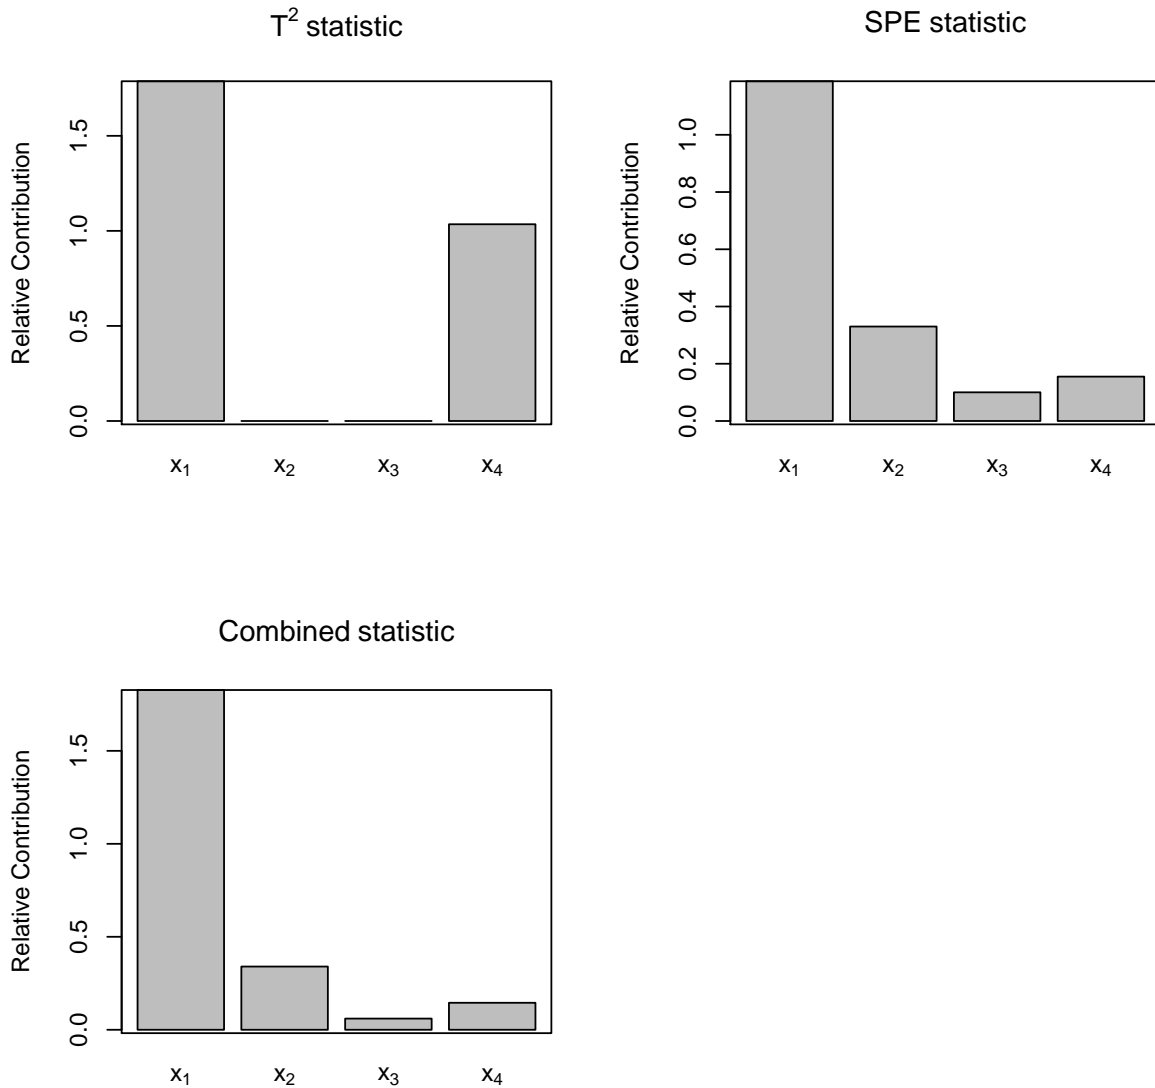 T² statistic
Relative Contribution
1.5
1.0
0.5
0.0
x₁ x₂ x₃ x₄
SPE statistic
Relative Contribution
1.0
0.8
0.6
0.4
0.2
0.0
x₁ x₂ x₃ x₄
Combined statistic
Relative Contribution
1.5
1.0
0.5
0.0
x₁ x₂ x₃ x₄